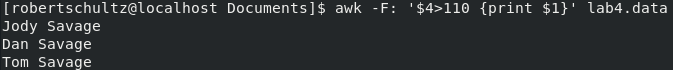 [robertschultz@localhost Documents]$ awk -F: '$4>110 {print $1}' lab4.data
Jody Savage
Dan Savage
Tom Savage